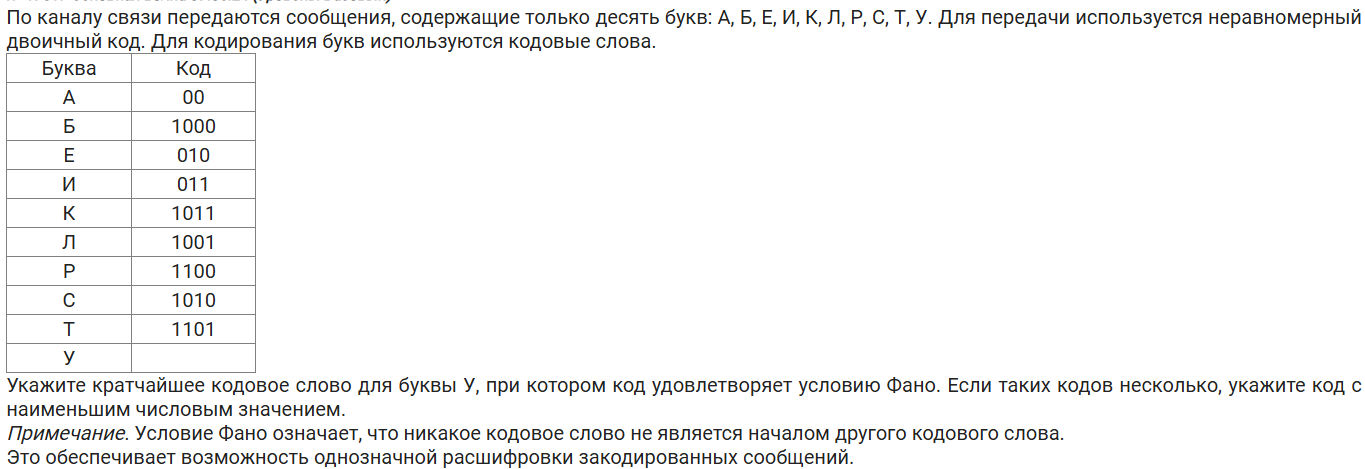 По каналу связи передаются сообщения, содержащие только десять букв: А, Б, Е, И, К, Л, Р, С, Т, У. Для передачи используется неравномерный
двоичный код. Для кодирования букв используются кодовые слова.
Буква Код
А 00
Б 1000
Е 010
И 011
К 1011
Л 1001
Р 1100
С 1010
Т 1101
У
Укажите кратчайшее кодовое слово для буквы У, при котором код удовлетворяет условию Фано. Если таких кодов несколько, укажите код с
наименьшим числовым значением.
Примечание. Условие Фано означает, что никакое кодовое слово не является началом другого кодового слова.
Это обеспечивает возможность однозначной расшифровки закодированных сообщений.